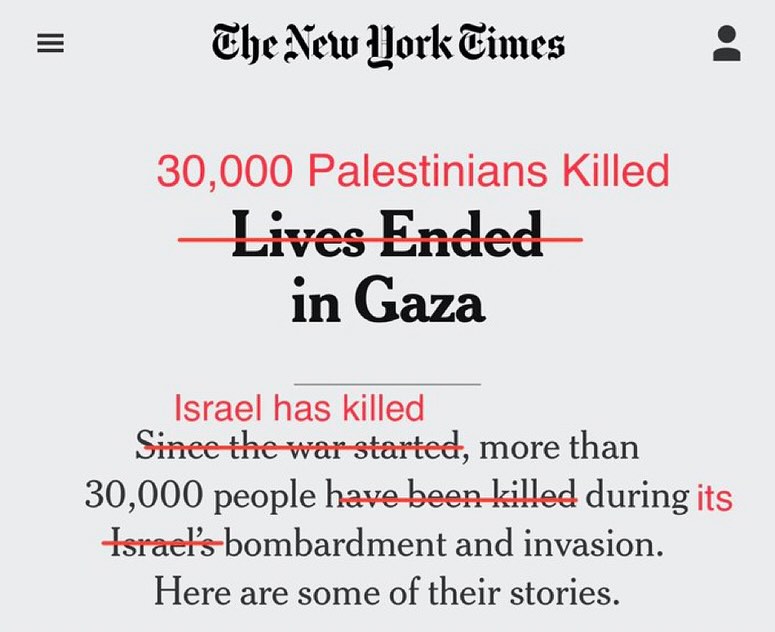 The New York Times
30,000 Palestinians Killed
Lives Ended
in Gaza
Israel has killed
Since the war started, more than
30,000 people have been killed during its
Israel's bombardment and invasion.
Here are some of their stories.